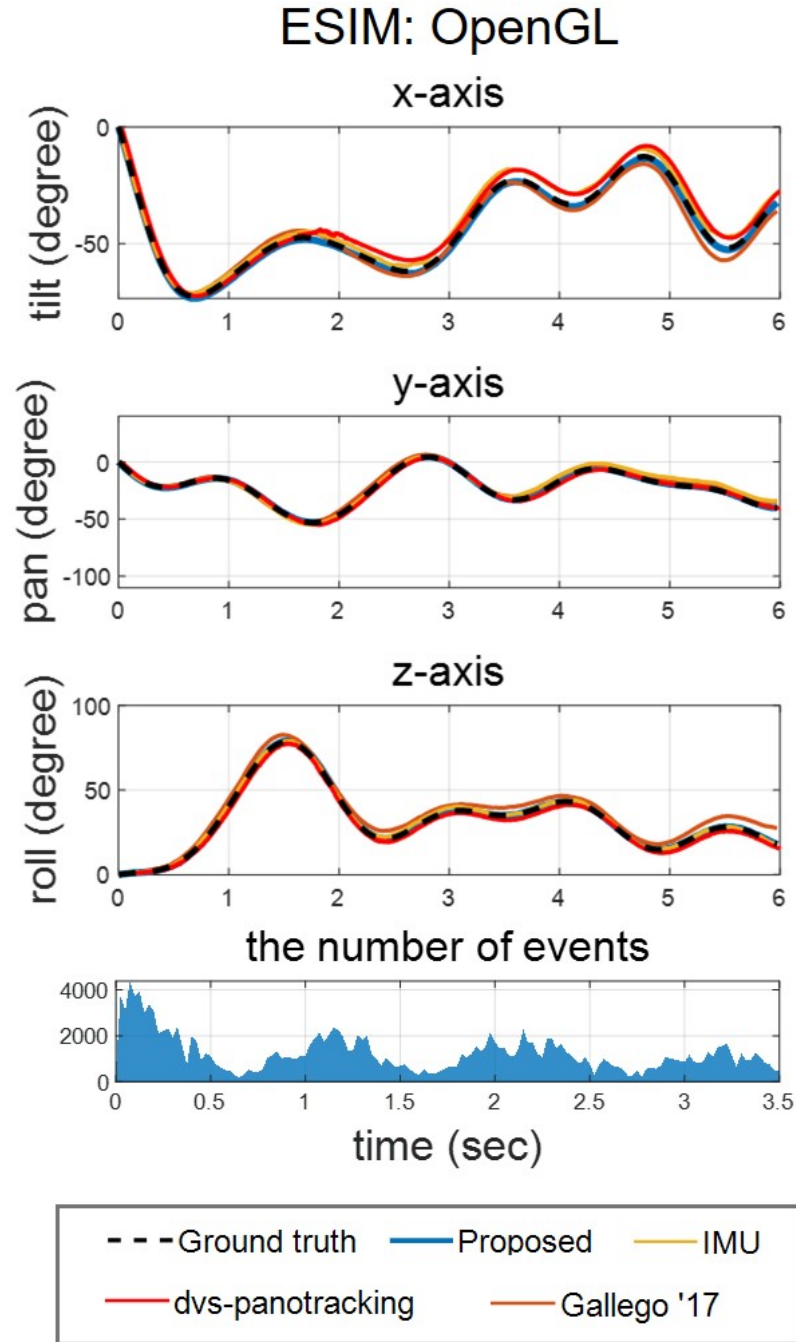 ESIM: OpenGL
x-axis
tilt (degree)
0
-50
0 1 2 3 4 5 6
y-axis
pan (degree)
0
-50
-100
0 1 2 3 4 5 6
z-axis
roll (degree)
100
50
0
0 1 2 3 4 5 6
the number of events
4000
2000
0
0 0.5 1 1.5 2 2.5 3 3.5
time (sec)
Ground truth Proposed IMU
dvs-panotracking Gallego '17